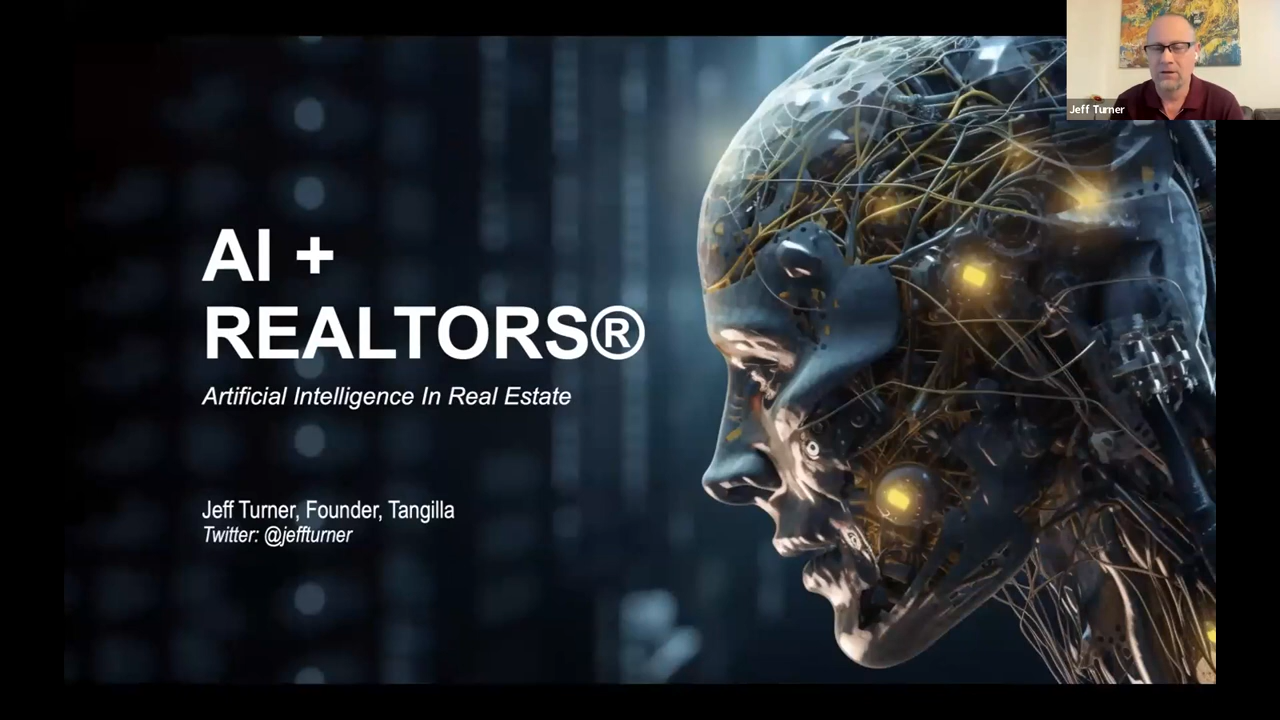 Jeff Turner
AI +
REALTORS®
Artificial Intelligence In Real Estate
Jeff Turner, Founder, Tangilla
Twitter: @jeffturner